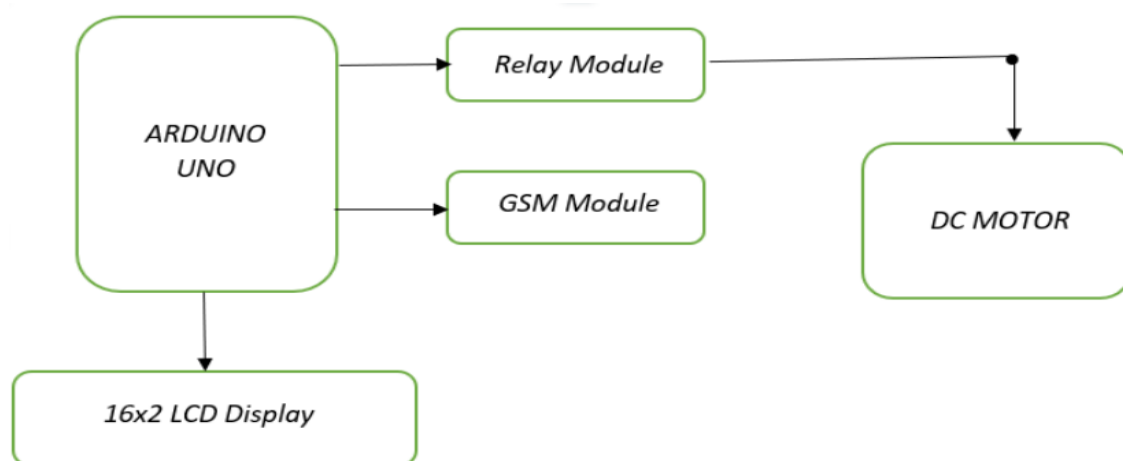 ARDUINO
UNO
Relay Module
GSM Module
DC MOTOR
16x2 LCD Display